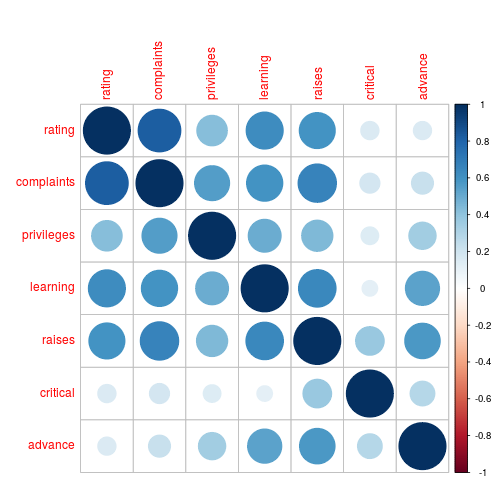 rating
complaints
privileges
learning
raises
critical
advance
rating
complaints
privileges
learning
raises
critical
advance
1
0.8
0.6
0.4
0.2
0
-0.2
-0.4
-0.6
-0.8
-1